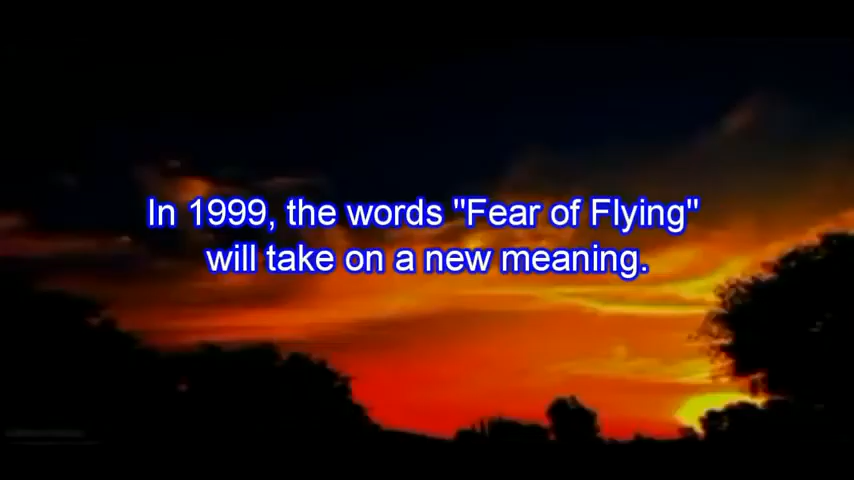 In 1999, the words "Fear of Flying"
will take on a new meaning.